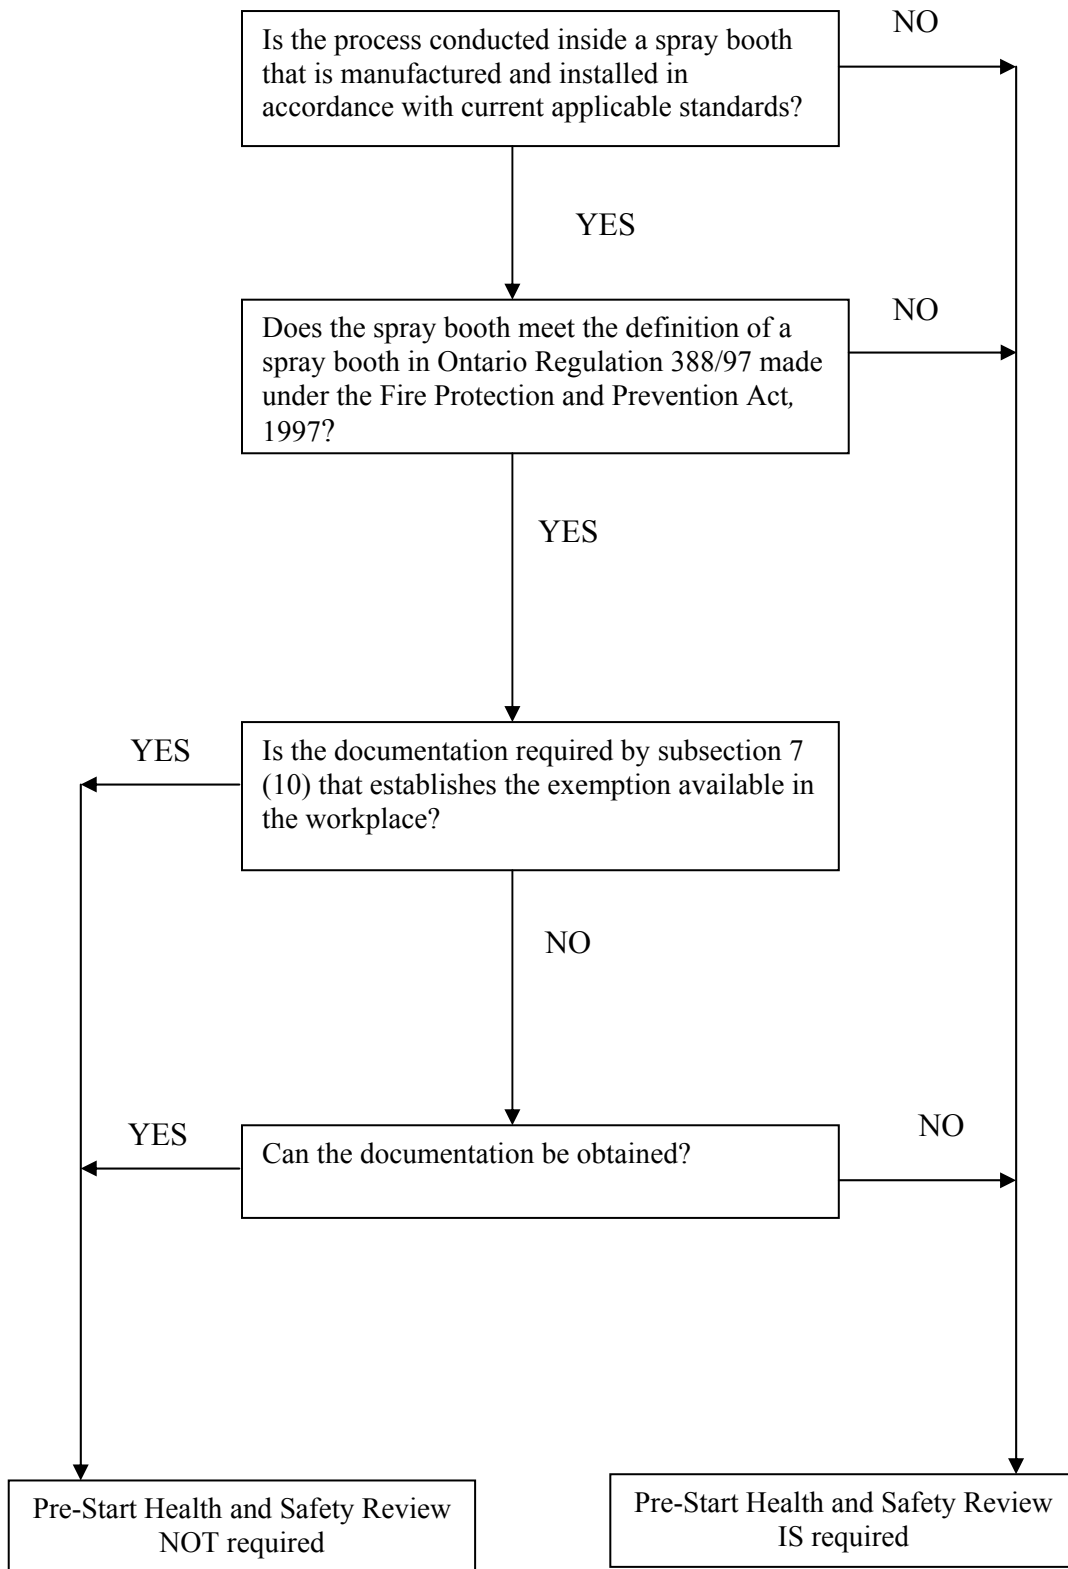 Is the process conducted inside a spray booth
that is manufactured and installed in
accordance with current applicable standards?
NO
YES
Does the spray booth meet the definition of a
spray booth in Ontario Regulation 388/97 made
under the Fire Protection and Prevention Act,
1997?
NO
YES
YES
Is the documentation required by subsection 7
(10) that establishes the exemption available in
the workplace?
NO
YES
Can the documentation be obtained?
NO
Pre-Start Health and Safety Review
NOT required
Pre-Start Health and Safety Review
IS required